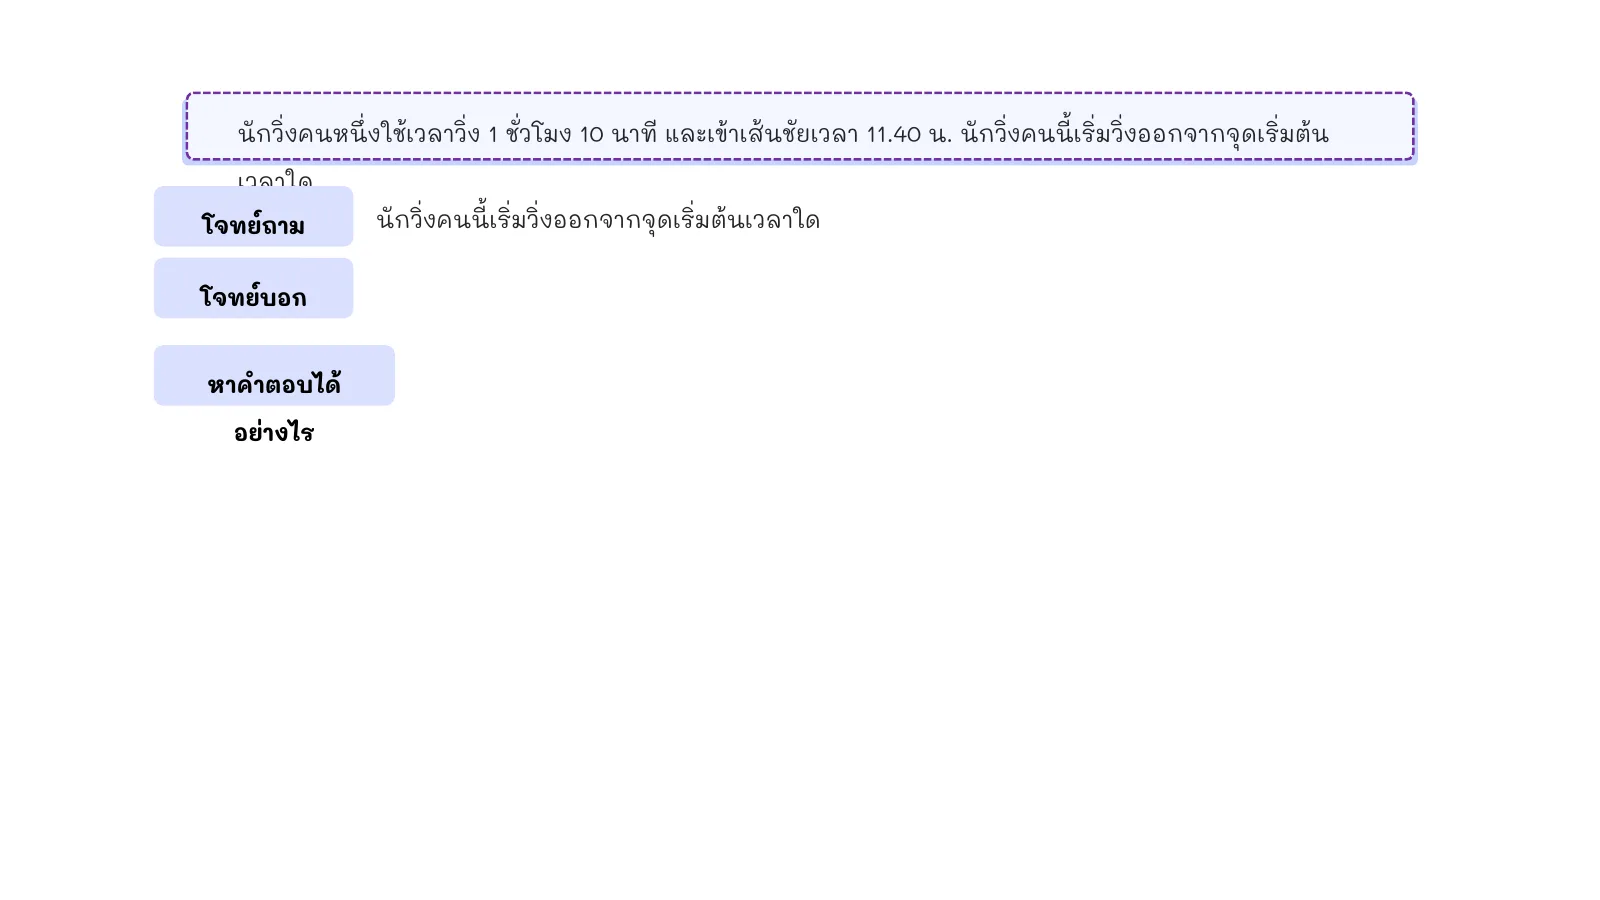 นักวิ่งคนหนึ่งใช้เวลาวิ่ง 1 ชั่วโมง 10 นาที และเข้าเส้นชัยเวลา 11.40 น. นักวิ่งคนนี้เริ่มวิ่งออกจากจุดเริ่มต้น
เวลาใด
โจทย์ถาม
นักวิ่งคนนี้เริ่มวิ่งออกจากจุดเริ่มต้นเวลาใด
โจทย์บอก
หาคำตอบได้
อย่างไร